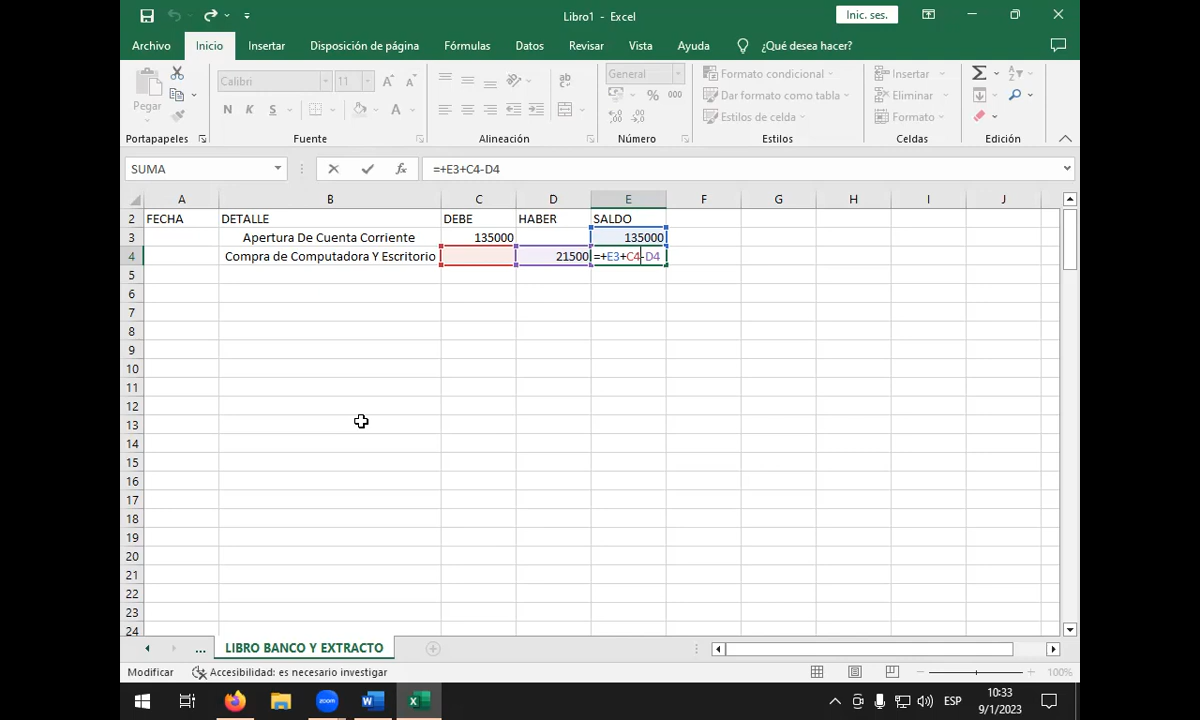 Libro1 - Excel
Inic. ses.
Archivo Inicio Insertar Disposición de página Fórmulas Datos Revisar Vista Ayuda ¿Qué desea hacer?
Pegar
Calibri 11
General
N K S
% 000
Formato condicional
Dar formato como tabla
Estilos de celda
Insertar
Eliminar
Formato
Portapapeles Fuente Alineación Número Estilos Celdas Edición
SUMA =+E3+C4-D4
A B C D E F G H I J
2 FECHA DETALLE DEBE HABER SALDO
3 Apertura De Cuenta Corriente 135000 135000
4 Compra de Computadora Y Escritorio 21500 =+E3+C4-D4
5
6
7
8
9
10
11
12
13
14
15
16
17
18
19
20
21
22
23
24
... LIBRO BANCO Y EXTRACTO
Modificar Accesibilidad: es necesario investigar 100%
zoom ESP 10:33
9/1/2023